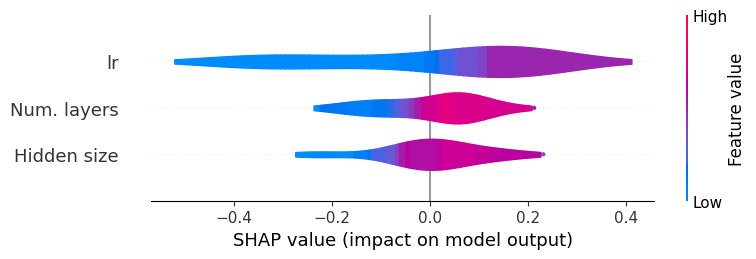 High
lr
Num. layers
Hidden size
Feature value
Low
−0.4 −0.2 0.0 0.2 0.4
SHAP value (impact on model output)